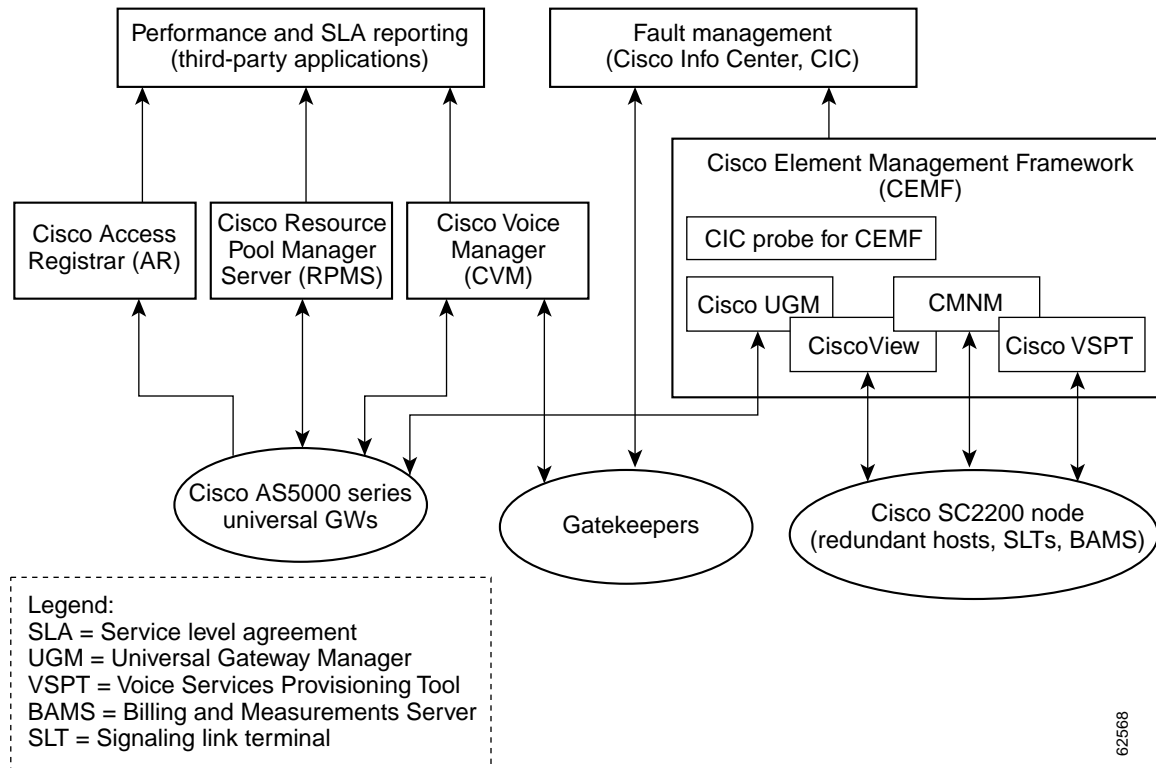 Performance and SLA reporting
(third-party applications)
Fault management
(Cisco Info Center, CIC)
Cisco Element Management Framework
(CEMF)
CIC probe for CEMF
Cisco Access
Registrar (AR)
Cisco Resource
Pool Manager
Server (RPMS)
Cisco Voice
Manager
(CVM)
Cisco UGM
CiscoView
CMNM
Cisco VSPT
Cisco AS5000 series
universal GWs
Gatekeepers
Cisco SC2200 node
(redundant hosts, SLTs, BAMS)
Legend:
SLA = Service level agreement
UGM = Universal Gateway Manager
VSPT = Voice Services Provisioning Tool
BAMS = Billing and Measurements Server
SLT = Signaling link terminal
62568